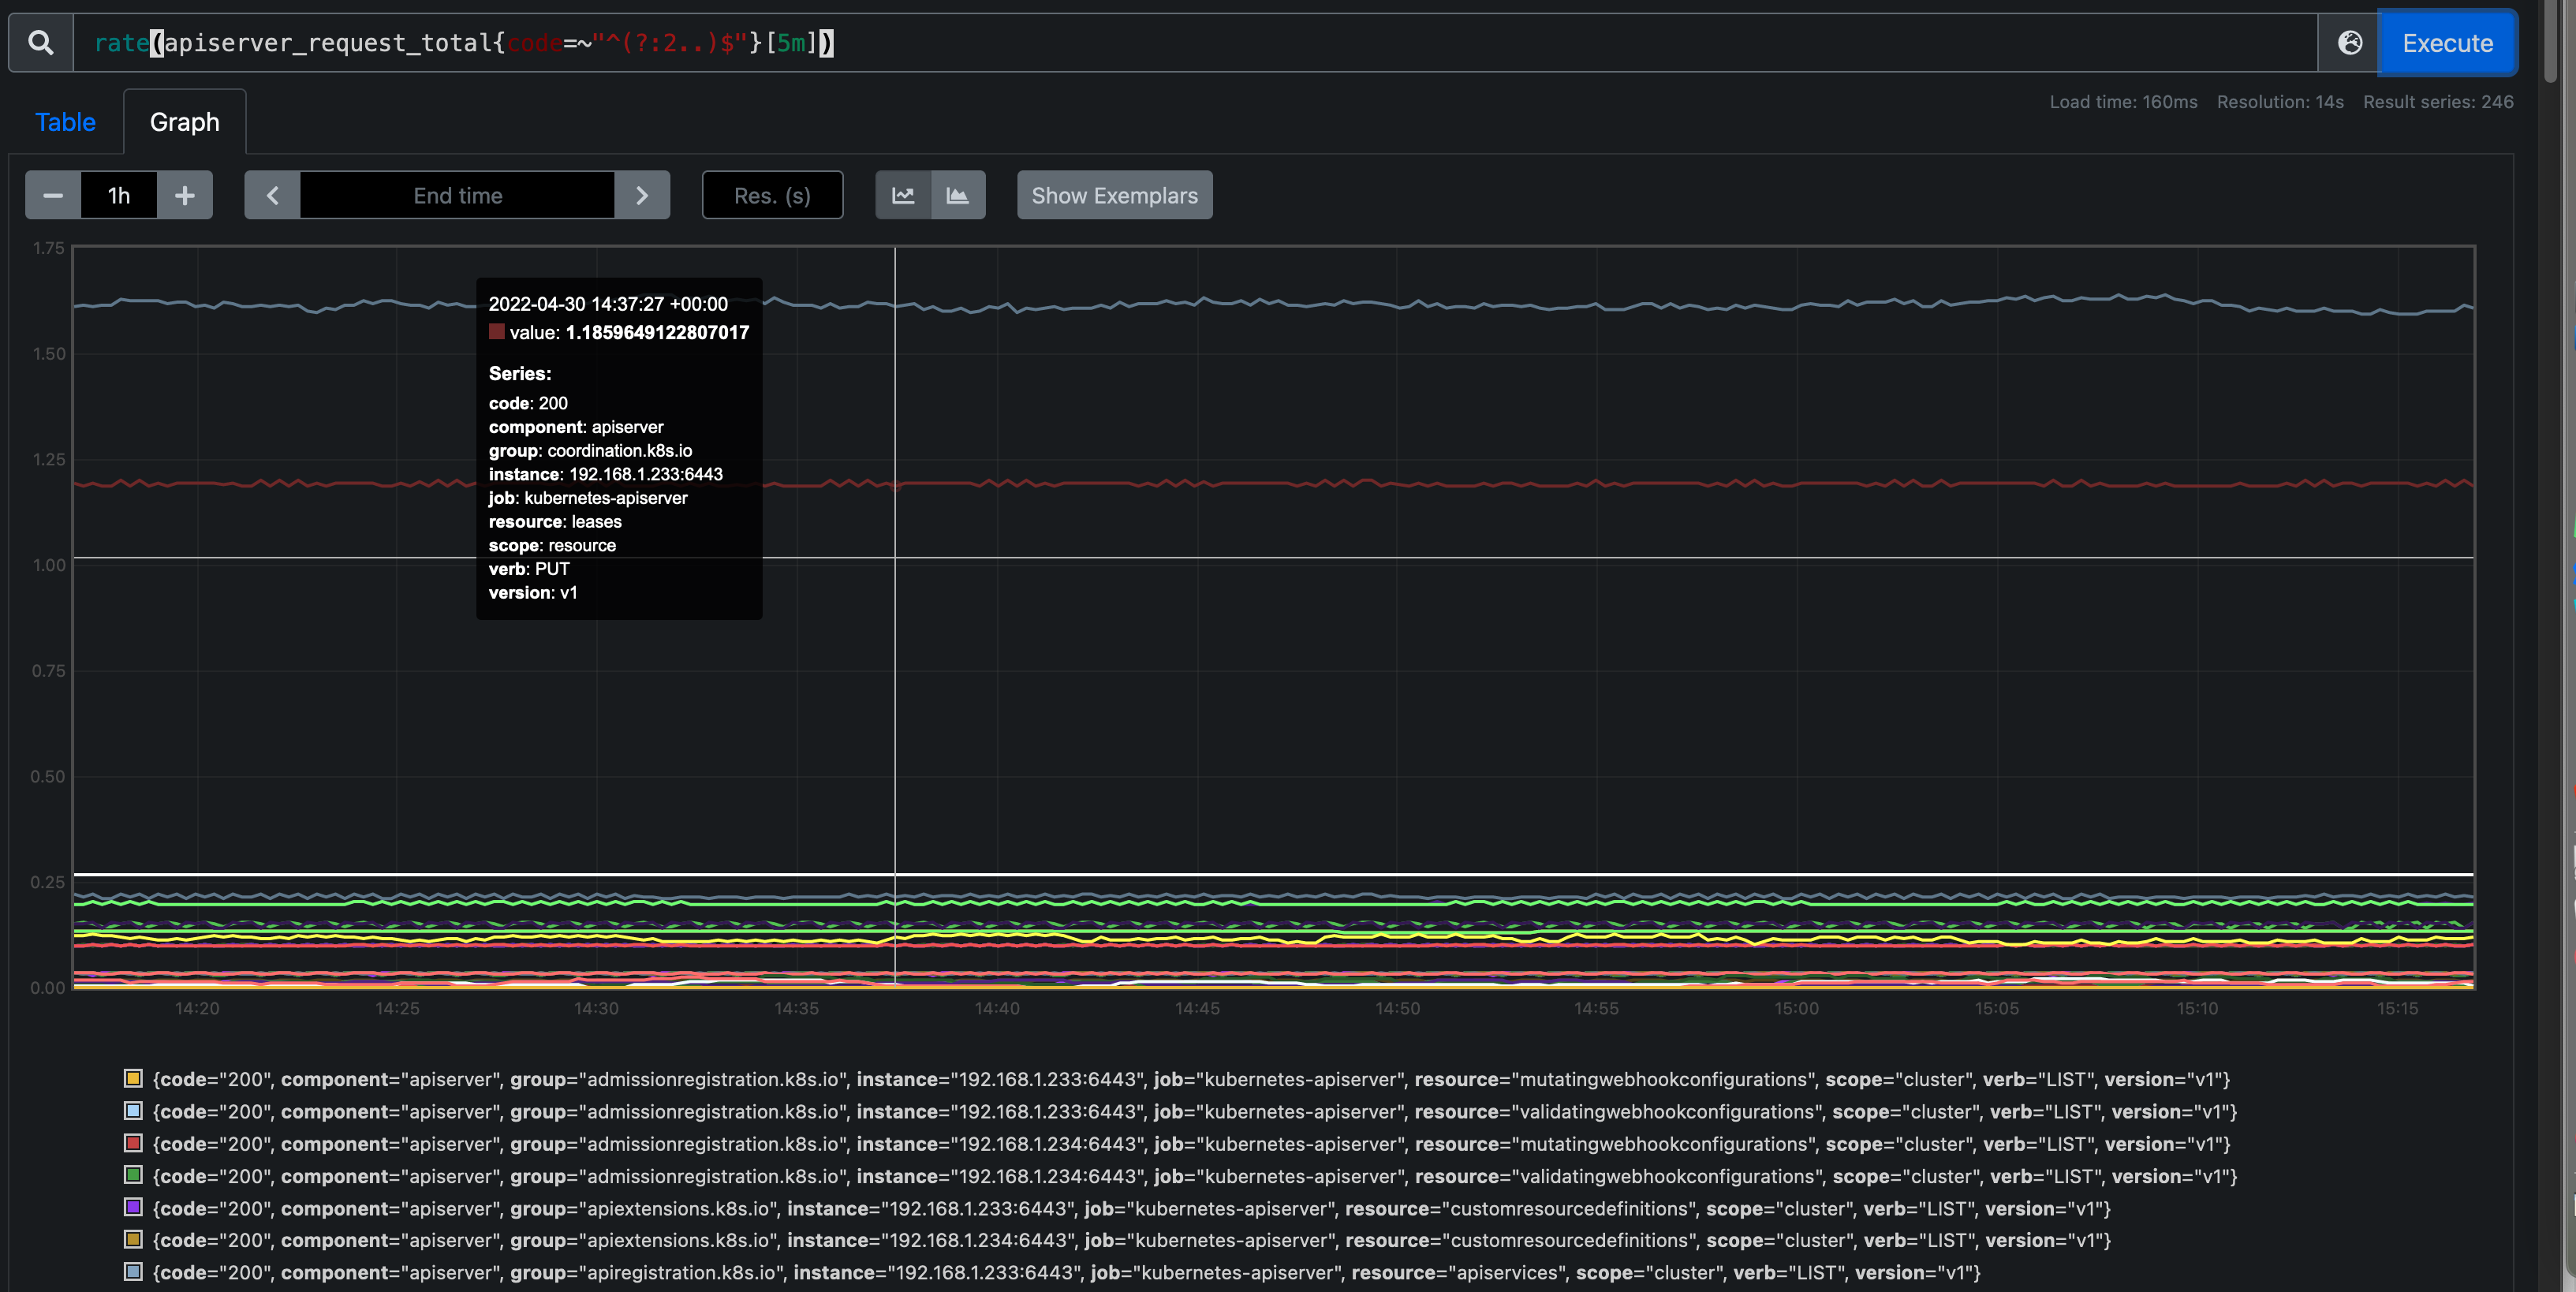 rate(apiserver_request_total{code=~"^(?:2..)$"}[5m])
Execute
Table
Graph
Load time: 160ms Resolution: 14s Result series: 246
1h
End time
Res. (s)
Show Exemplars
1.75
1.50
1.25
1.00
0.75
0.50
0.25
0.00
2022-04-30 14:37:27 +00:00
value: 1.1859649122807017
Series:
code: 200
component: apiserver
group: coordination.k8s.io
instance: 192.168.1.233:6443
job: kubernetes-apiserver
resource: leases
scope: resource
verb: PUT
version: v1
14:20 14:25 14:30 14:35 14:40 14:45 14:50 14:55 15:00 15:05 15:10 15:15
{code="200", component="apiserver", group="admissionregistration.k8s.io", instance="192.168.1.233:6443", job="kubernetes-apiserver", resource="mutatingwebhookconfigurations", scope="cluster", verb="LIST", version="v1"}
{code="200", component="apiserver", group="admissionregistration.k8s.io", instance="192.168.1.233:6443", job="kubernetes-apiserver", resource="validatingwebhookconfigurations", scope="cluster", verb="LIST", version="v1"}
{code="200", component="apiserver", group="admissionregistration.k8s.io", instance="192.168.1.234:6443", job="kubernetes-apiserver", resource="mutatingwebhookconfigurations", scope="cluster", verb="LIST", version="v1"}
{code="200", component="apiserver", group="admissionregistration.k8s.io", instance="192.168.1.234:6443", job="kubernetes-apiserver", resource="validatingwebhookconfigurations", scope="cluster", verb="LIST", version="v1"}
{code="200", component="apiserver", group="apiextensions.k8s.io", instance="192.168.1.233:6443", job="kubernetes-apiserver", resource="customresourcedefinitions", scope="cluster", verb="LIST", version="v1"}
{code="200", component="apiserver", group="apiextensions.k8s.io", instance="192.168.1.234:6443", job="kubernetes-apiserver", resource="customresourcedefinitions", scope="cluster", verb="LIST", version="v1"}
{code="200", component="apiserver", group="apiregistration.k8s.io", instance="192.168.1.233:6443", job="kubernetes-apiserver", resource="apiservices", scope="cluster", verb="LIST", version="v1"}